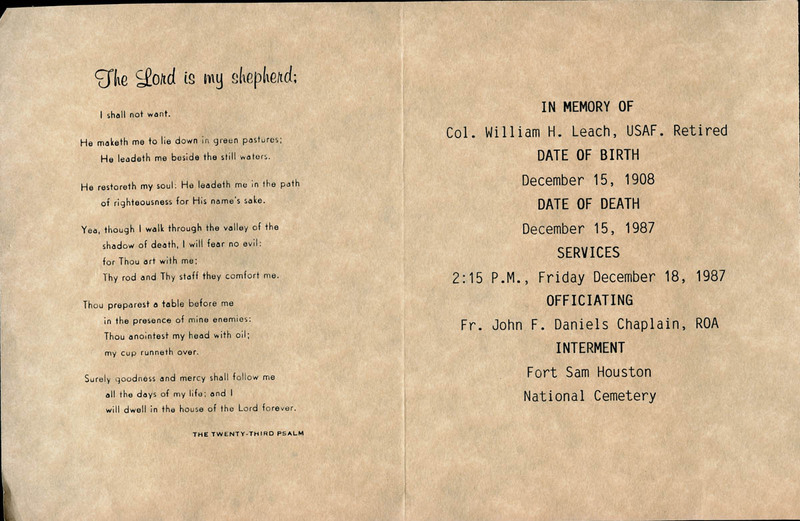 The Lord is my shepherd;
I shall not want.
He maketh me to lie down in green pastures;
He leadeth me beside the still waters.
He restoreth my soul: He leadeth me in the path
of righteousness for His name's sake.
Yea, though I walk through the valley of the
shadow of death, I will fear no evil:
for Thou art with me;
Thy rod and Thy staff they comfort me.
Thou preparest a table before me
in the presence of mine enemies:
Thou anointest my head with oil;
my cup runneth over.
Surely goodness and mercy shall follow me
all the days of my life; and I
will dwell in the house of the Lord forever.
THE TWENTY-THIRD PSALM
IN MEMORY OF
Col. William H. Leach, USAF. Retired
DATE OF BIRTH
December 15, 1908
DATE OF DEATH
December 15, 1987
SERVICES
2:15 P.M., Friday December 18, 1987
OFFICIATING
Fr. John F. Daniels Chaplain, ROA
INTERMENT
Fort Sam Houston
National Cemetery